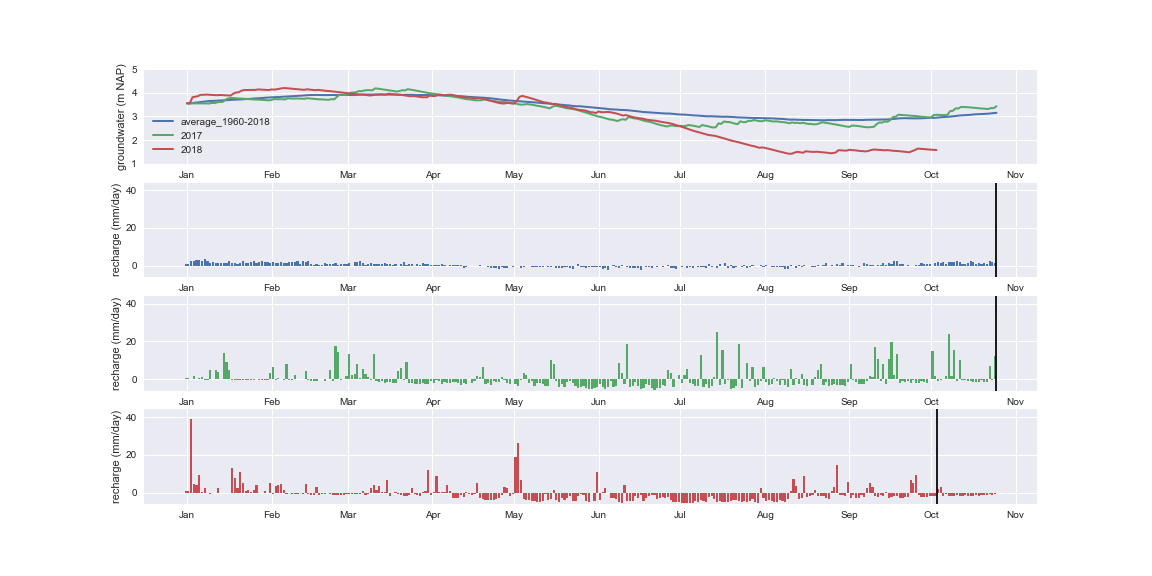 groundwater (m NAP)
5
4
3
2
1
average_1960-2018
2017
2018
Jan Feb Mar Apr May Jun Jul Aug Sep Oct Nov
recharge (mm/day)
40
20
0
Jan Feb Mar Apr May Jun Jul Aug Sep Oct Nov
recharge (mm/day)
40
20
0
Jan Feb Mar Apr May Jun Jul Aug Sep Oct Nov
recharge (mm/day)
40
20
0
Jan Feb Mar Apr May Jun Jul Aug Sep Oct Nov